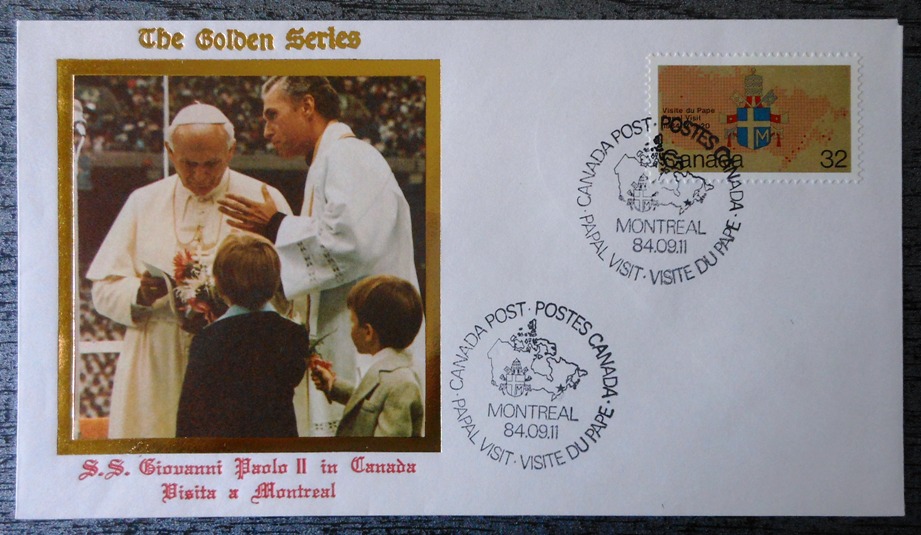 The Golden Series
Visite du Pape
Papal Visit
Canada 32
M
CANADA POST · POSTES CANADA
MONTREAL
84.09.11
PAPAL VISIT · VISITE DU PAPE
CANADA POST · POSTES CANADA
MONTREAL
84.09.11
PAPAL VISIT · VISITE DU PAPE
S.S. Giovanni Paolo II in Canada
Visita a Montreal